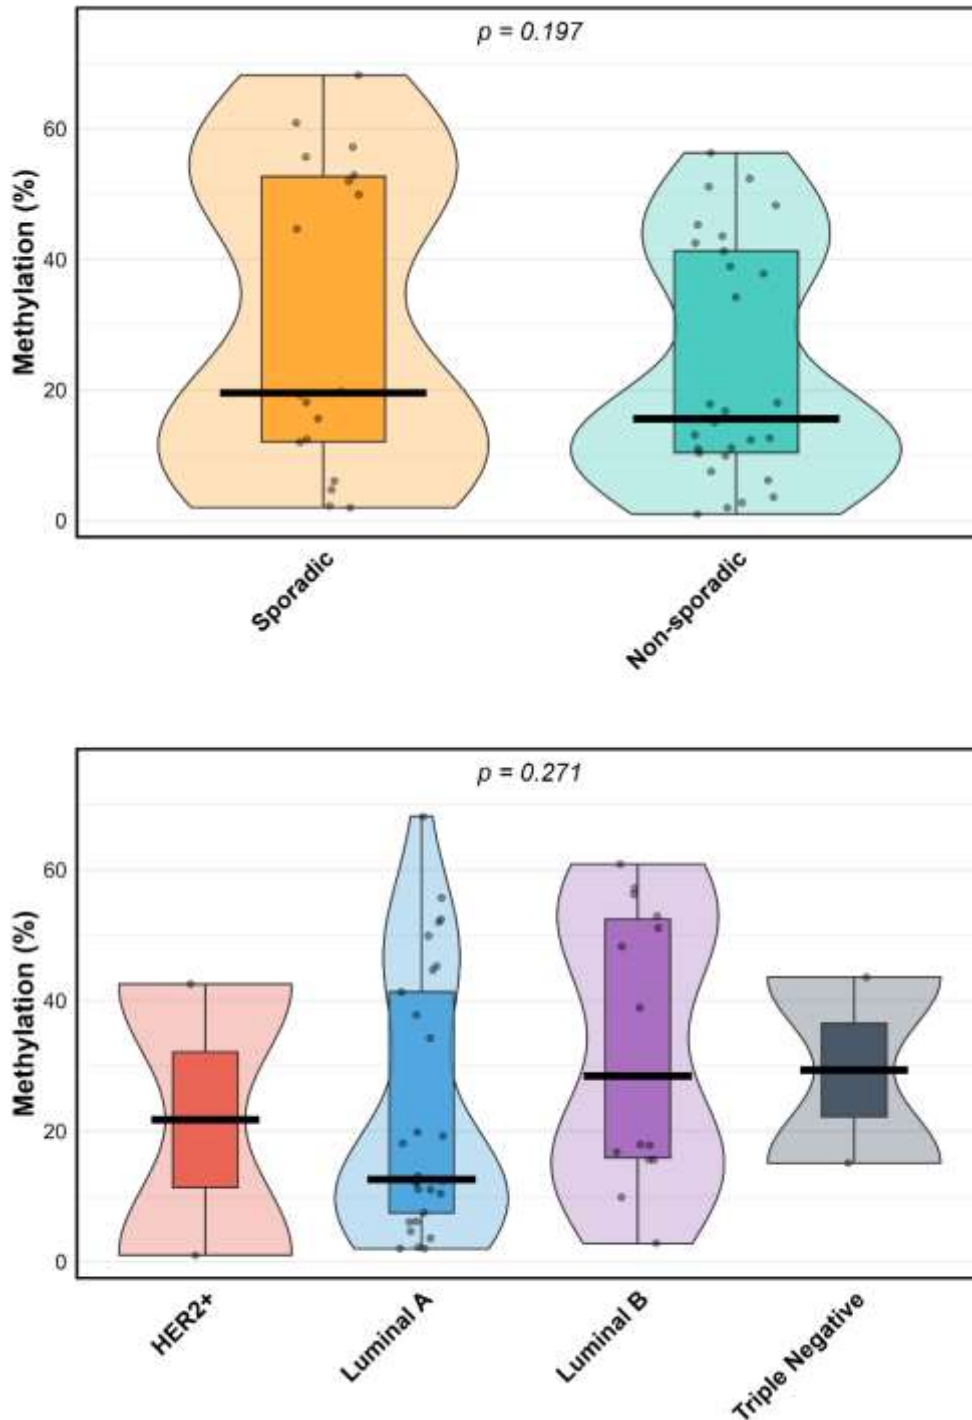 p = 0.197
Methylation (%)
60
40
20
0
Sporadic
Non-sporadic
p = 0.271
Methylation (%)
60
40
20
0
HER2+
Luminal A
Luminal B
Triple Negative